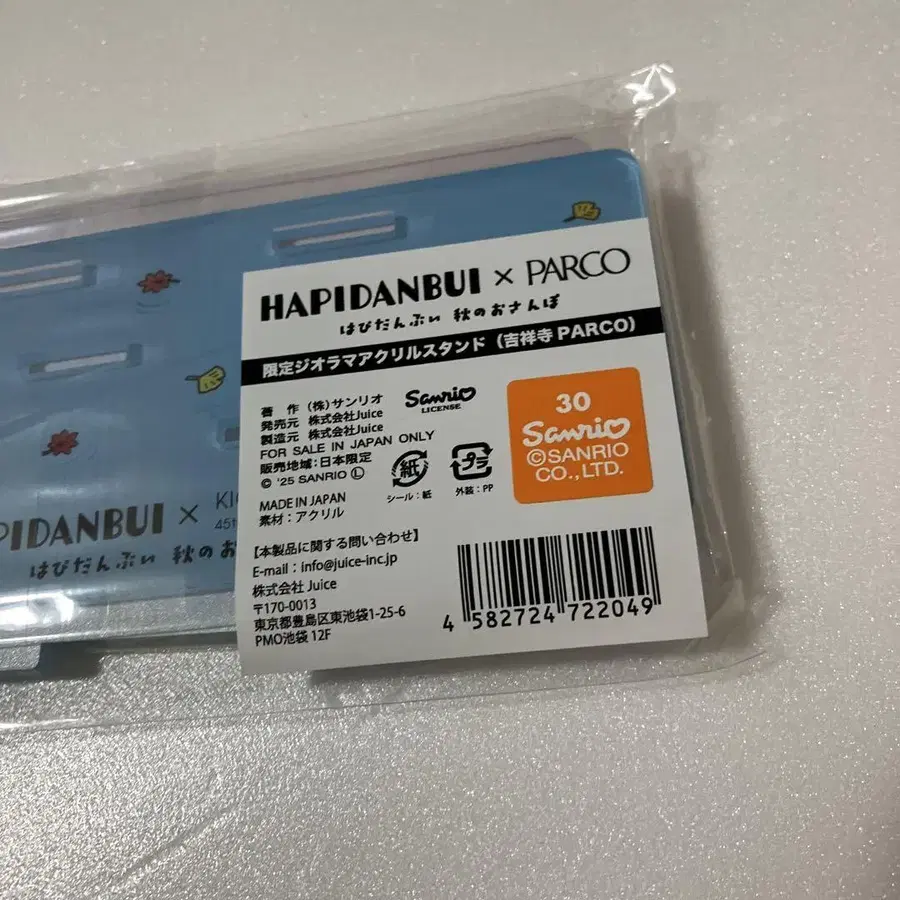 HAPIDANBUI × PARCO
はぴだんぶい 秋のおさんぽ
限定ジオラマアクリルスタンド（吉祥寺 PARCO）
著 作 （株）サンリオ
発売元 株式会社Juice
製造元 株式会社Juice
FOR SALE IN JAPAN ONLY
販売地域：日本限定
© '25 SANRIO Ⓛ
MADE IN JAPAN
素材：アクリル
Sanrio
LICENSE
紙
シール：紙
プラ
外装：PP
30
Sanrio
©SANRIO
CO.,LTD.
【本製品に関する問い合わせ】
E-mail：info@juice-inc.jp
株式会社 Juice
〒170-0013
東京都豊島区東池袋1-25-6
PMO池袋 12F
4 582724 722049
PIDANBUI ×
はぴだんぶい 秋のお